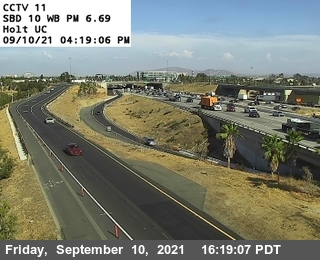 CCTV 11
SBD 10 WB PM 6.69
Holt UC
09/10/21 04:19:06 PM
Friday, September 10, 2021 16:19:07 PDT